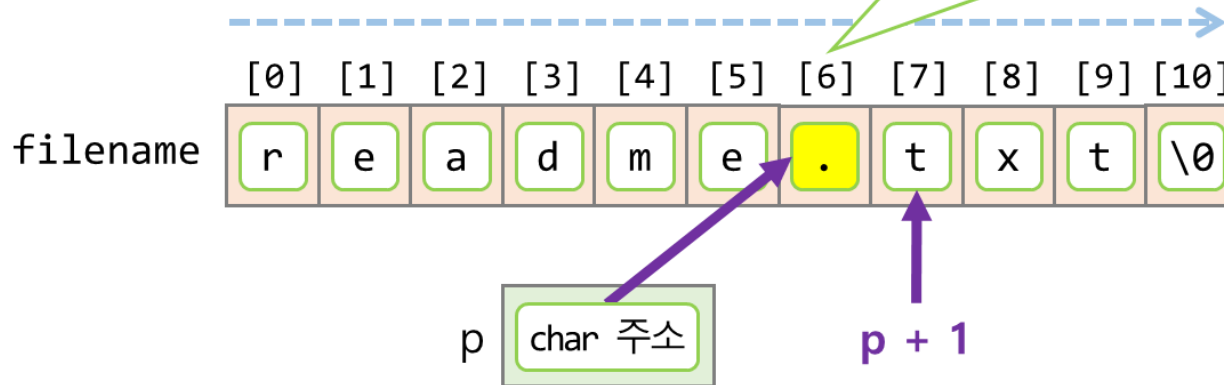 [0] [1] [2] [3] [4] [5] [6] [7] [8] [9] [10]
filename r e a d m e . t x t \0
p char 주소 p + 1